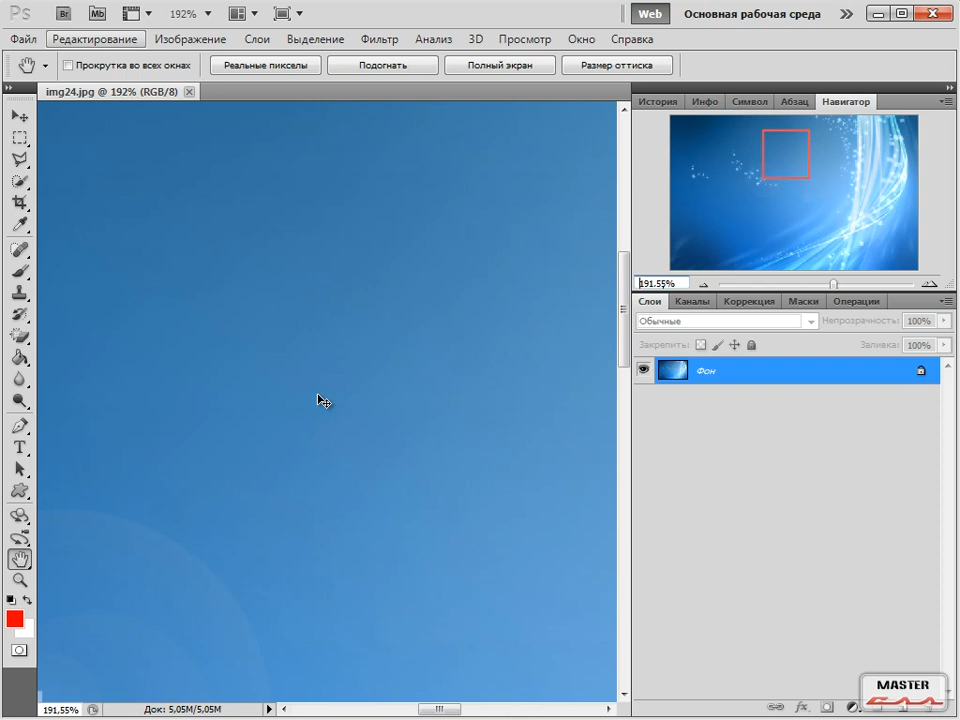 Ps Br Mb 192% Web Основная рабочая среда
Файл Редактирование Изображение Слои Выделение Фильтр Анализ 3D Просмотр Окно Справка
Прокрутка во всех окнах Реальные пикселы Подогнать Полный экран Размер оттиска
img24.jpg @ 192% (RGB/8)
История Инфо Символ Абзац Навигатор
191.55%
Слои Каналы Коррекция Маски Операции
Обычные Непрозрачность: 100%
Закрепить: Заливка: 100%
Фон
T
MASTER
191,55% Док: 5,05M/5,05M